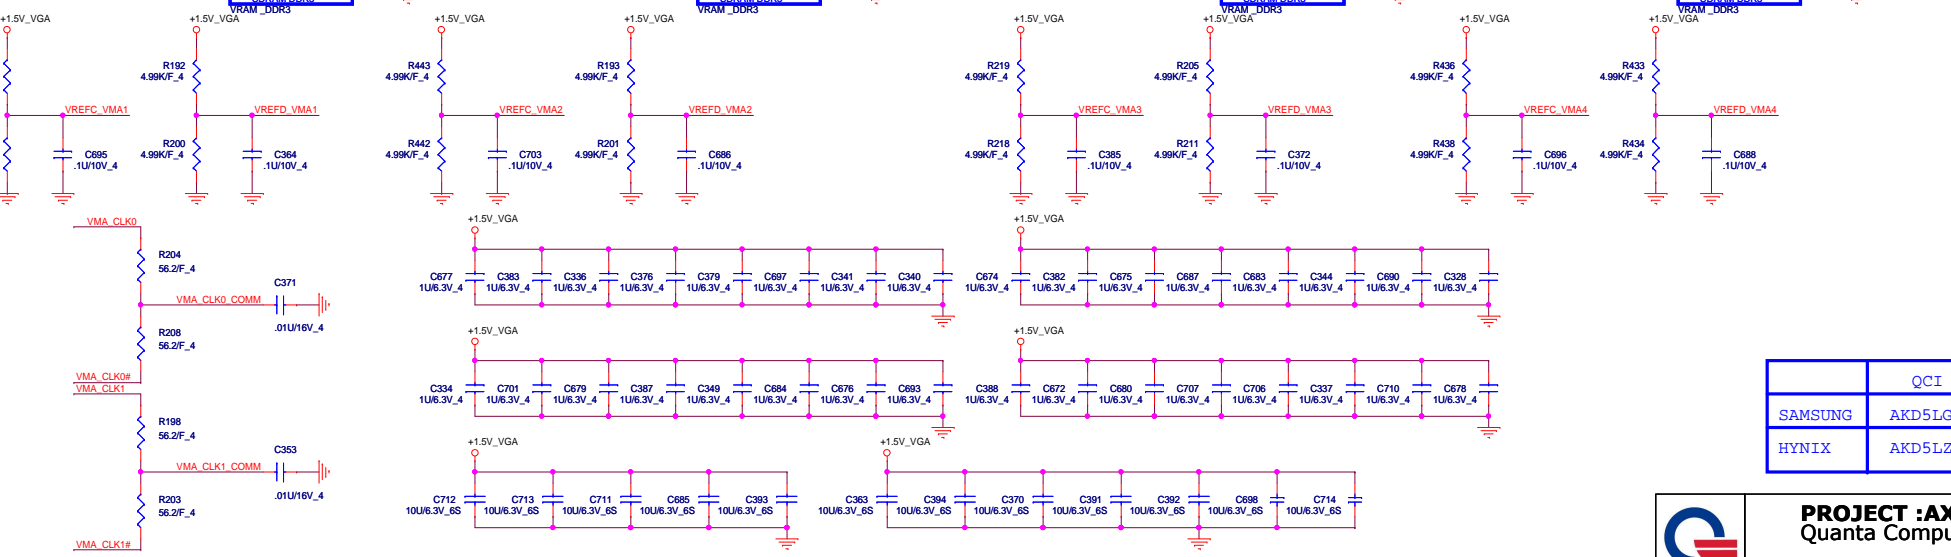 VRAM _DDR3
VRAM _DDR3
VRAM _DDR3
VRAM _DDR3
+1.5V_VGA
+1.5V_VGA
+1.5V_VGA
+1.5V_VGA
+1.5V_VGA
+1.5V_VGA
+1.5V_VGA
+1.5V_VGA
R192
4.99K/F_4
R443
4.99K/F_4
R193
4.99K/F_4
R219
4.99K/F_4
R205
4.99K/F_4
R436
4.99K/F_4
R433
4.99K/F_4
VREFC_VMA1
VREFD_VMA1
VREFC_VMA2
VREFD_VMA2
VREFC_VMA3
VREFD_VMA3
VREFC_VMA4
VREFD_VMA4
C695
.1U/10V_4
R200
4.99K/F_4
C364
.1U/10V_4
R442
4.99K/F_4
C703
.1U/10V_4
R201
4.99K/F_4
C686
.1U/10V_4
R218
4.99K/F_4
C385
.1U/10V_4
R211
4.99K/F_4
C372
.1U/10V_4
R438
4.99K/F_4
C696
.1U/10V_4
R434
4.99K/F_4
C688
.1U/10V_4
VMA_CLK0
R204
56.2/F_4
C371
VMA_CLK0_COMM
.01U/16V_4
R208
56.2/F_4
VMA_CLK0#
VMA_CLK1
R198
56.2/F_4
C353
VMA_CLK1_COMM
.01U/16V_4
R203
56.2/F_4
VMA_CLK1#
+1.5V_VGA
C677
1U/6.3V_4
C383
1U/6.3V_4
C336
1U/6.3V_4
C376
1U/6.3V_4
C379
1U/6.3V_4
C697
1U/6.3V_4
C341
1U/6.3V_4
C340
1U/6.3V_4
+1.5V_VGA
C674
1U/6.3V_4
C382
1U/6.3V_4
C675
1U/6.3V_4
C687
1U/6.3V_4
C683
1U/6.3V_4
C344
1U/6.3V_4
C690
1U/6.3V_4
C328
1U/6.3V_4
+1.5V_VGA
C334
1U/6.3V_4
C701
1U/6.3V_4
C679
1U/6.3V_4
C387
1U/6.3V_4
C349
1U/6.3V_4
C684
1U/6.3V_4
C676
1U/6.3V_4
C693
1U/6.3V_4
+1.5V_VGA
C388
1U/6.3V_4
C672
1U/6.3V_4
C680
1U/6.3V_4
C707
1U/6.3V_4
C706
1U/6.3V_4
C337
1U/6.3V_4
C710
1U/6.3V_4
C678
1U/6.3V_4
+1.5V_VGA
C712
10U/6.3V_6S
C713
10U/6.3V_6S
C711
10U/6.3V_6S
C685
10U/6.3V_6S
C393
10U/6.3V_6S
+1.5V_VGA
C363
10U/6.3V_6S
C394
10U/6.3V_6S
C370
10U/6.3V_6S
C391
10U/6.3V_6S
C392
10U/6.3V_6S
C698
10U/6.3V_6S
C714
10U/6.3V_6S
QCI
SAMSUNG AKD5LG
HYNIX AKD5LZ
PROJECT :AX
Quanta Compu